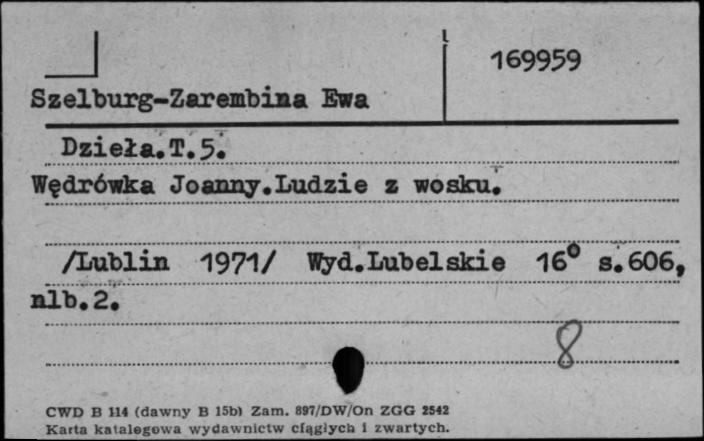 169959
Szelburg-Zarembina Ewa
Dzieła.T.5.
Wędrówka Joanny.Ludzie z wosku.
/Lublin 1971/ Wyd.Lubelskie 16° s.606,
nlb.2.
8
CWD B 114 (dawny B 15b) Zam. 897/DW/On ZGG 2542
Karta katalogowa wydawnictw ciągłych i zwartych.